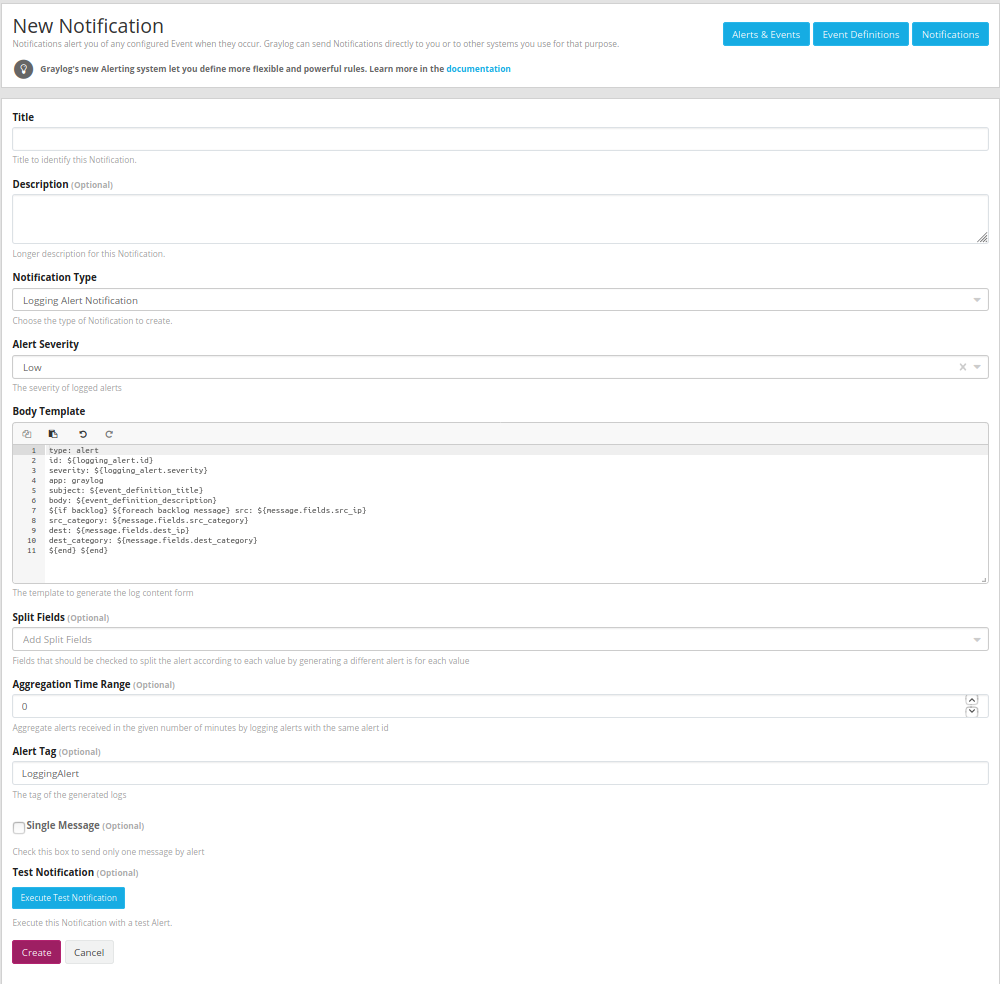 New Notification
Notifications alert you of any configured Event when they occur. Graylog can send Notifications directly to you or to other systems you use for that purpose.
Alerts & Events Event Definitions Notifications
Graylog's new Alerting system let you define more flexible and powerful rules. Learn more in the documentation
Title
Title to identify this Notification.
Description (Optional)
Longer description for this Notification.
Notification Type
Logging Alert Notification
Choose the type of Notification to create.
Alert Severity
Low
The severity of logged alerts
Body Template
1 type: alert
2 id: ${logging_alert.id}
3 severity: ${logging_alert.severity}
4 app: graylog
5 subject: ${event_definition_title}
6 body: ${event_definition_description}
7 ${if backlog} ${foreach backlog message} src: ${message.fields.src_ip}
8 src_category: ${message.fields.src_category}
9 dest: ${message.fields.dest_ip}
10 dest_category: ${message.fields.dest_category}
11 ${end} ${end}
The template to generate the log content form
Split Fields (Optional)
Add Split Fields
Fields that should be checked to split the alert according to each value by generating a different alert is for each value
Aggregation Time Range (Optional)
0
Aggregate alerts received in the given number of minutes by logging alerts with the same alert id
Alert Tag (Optional)
LoggingAlert
The tag of the generated logs
Single Message (Optional)
Check this box to send only one message by alert
Test Notification (Optional)
Execute Test Notification
Execute this Notification with a test Alert.
Create Cancel